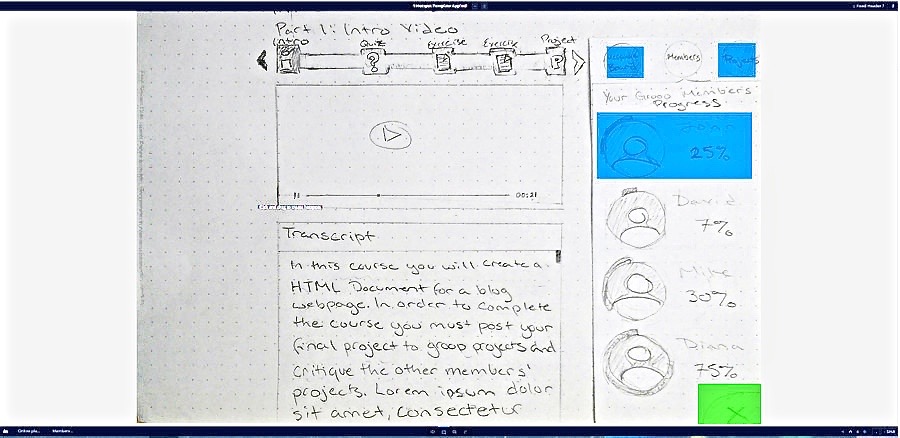 Part 1: Intro Video
Intro
Quiz
Exercise
Exercise
Project
Members
Projects
Your Group Members'
Progress
25%
00:21
David
7%
Transcript
Mike
30%
In this course you will create a
HTML Document for a blog
webpage. In order to complete
the course you must post your
final project to group projects and
critique the other members'
projects. Lorem ipsum dolor
sit amet, consectetur
Diana
75%